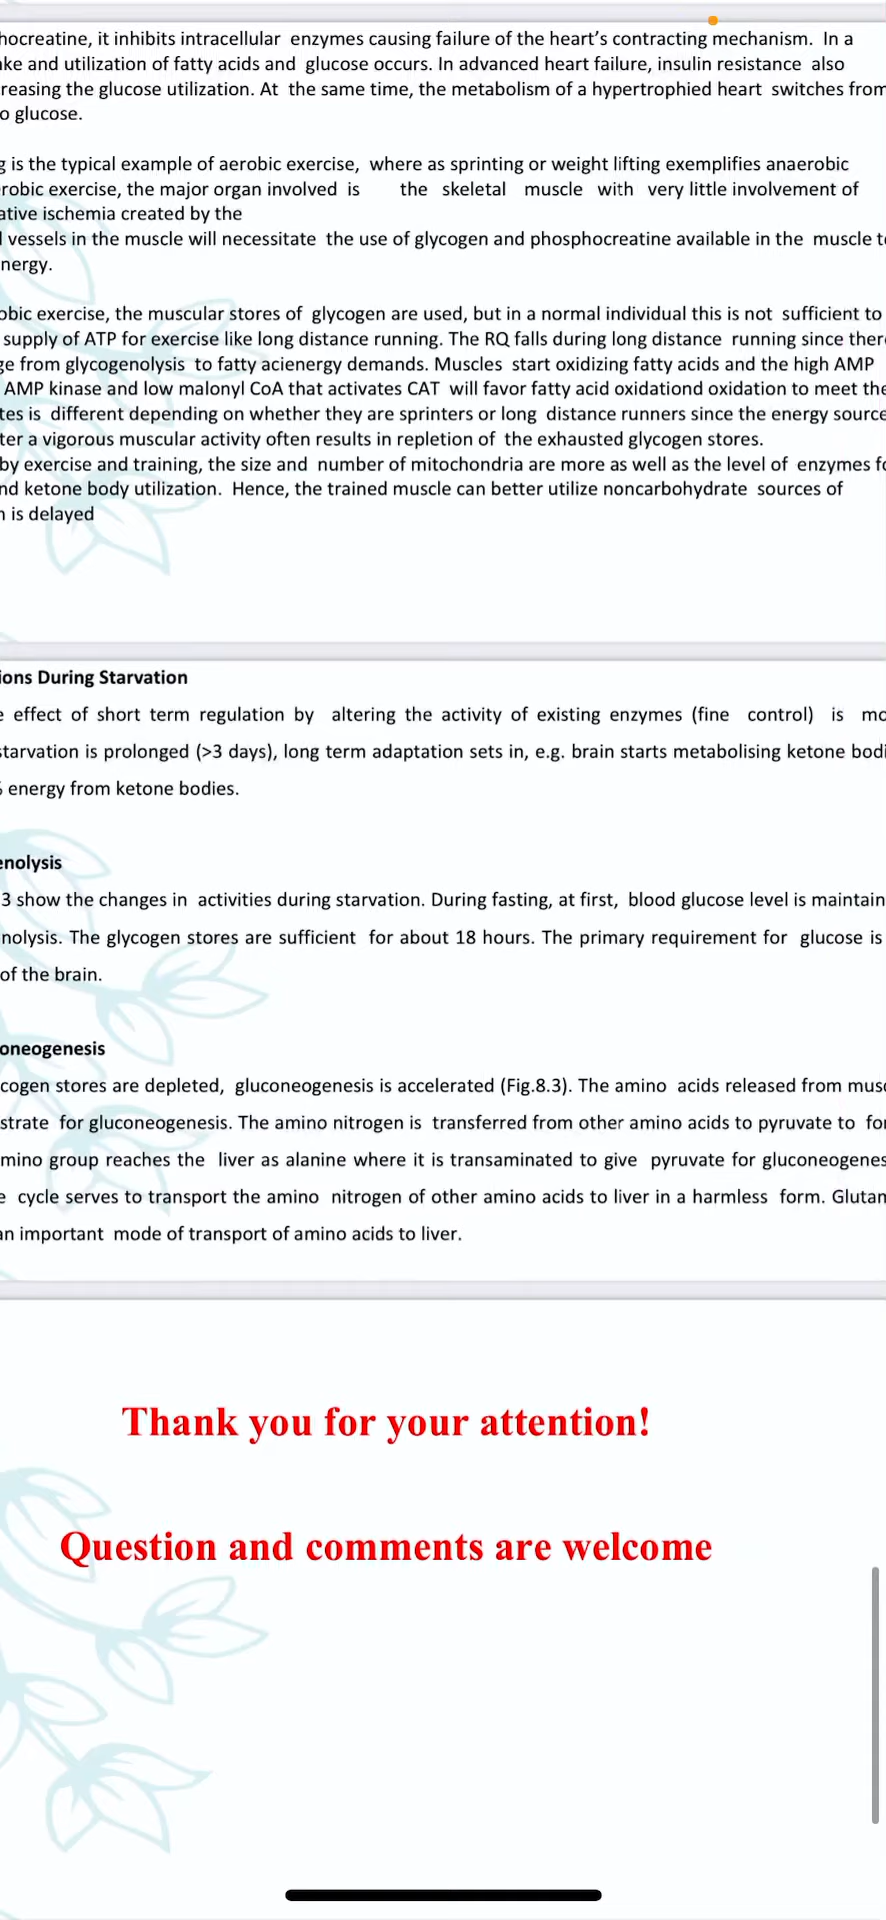 hocreatine, it inhibits intracellular enzymes causing failure of the heart’s contracting mechanism. In a
ke and utilization of fatty acids and glucose occurs. In advanced heart failure, insulin resistance also
reasing the glucose utilization. At the same time, the metabolism of a hypertrophied heart switches from
o glucose.
g is the typical example of aerobic exercise, where as sprinting or weight lifting exemplifies anaerobic
robic exercise, the major organ involved is the skeletal muscle with very little involvement of
ative ischemia created by the
l vessels in the muscle will necessitate the use of glycogen and phosphocreatine available in the muscle t
nergy.
obic exercise, the muscular stores of glycogen are used, but in a normal individual this is not sufficient to
supply of ATP for exercise like long distance running. The RQ falls during long distance running since ther
ge from glycogenolysis to fatty acienergy demands. Muscles start oxidizing fatty acids and the high AMP
AMP kinase and low malonyl CoA that activates CAT will favor fatty acid oxidationd oxidation to meet the
tes is different depending on whether they are sprinters or long distance runners since the energy source
ter a vigorous muscular activity often results in repletion of the exhausted glycogen stores.
by exercise and training, the size and number of mitochondria are more as well as the level of enzymes fo
nd ketone body utilization. Hence, the trained muscle can better utilize noncarbohydrate sources of
n is delayed
ions During Starvation
e effect of short term regulation by altering the activity of existing enzymes (fine control) is mo
starvation is prolonged (>3 days), long term adaptation sets in, e.g. brain starts metabolising ketone bodi
energy from ketone bodies.
enolysis
3 show the changes in activities during starvation. During fasting, at first, blood glucose level is maintain
nolysis. The glycogen stores are sufficient for about 18 hours. The primary requirement for glucose is
of the brain.
oneogenesis
cogen stores are depleted, gluconeogenesis is accelerated (Fig.8.3). The amino acids released from musc
strate for gluconeogenesis. The amino nitrogen is transferred from other amino acids to pyruvate to for
mino group reaches the liver as alanine where it is transaminated to give pyruvate for gluconeogenes
e cycle serves to transport the amino nitrogen of other amino acids to liver in a harmless form. Glutam
an important mode of transport of amino acids to liver.
Thank you for your attention!
Question and comments are welcome